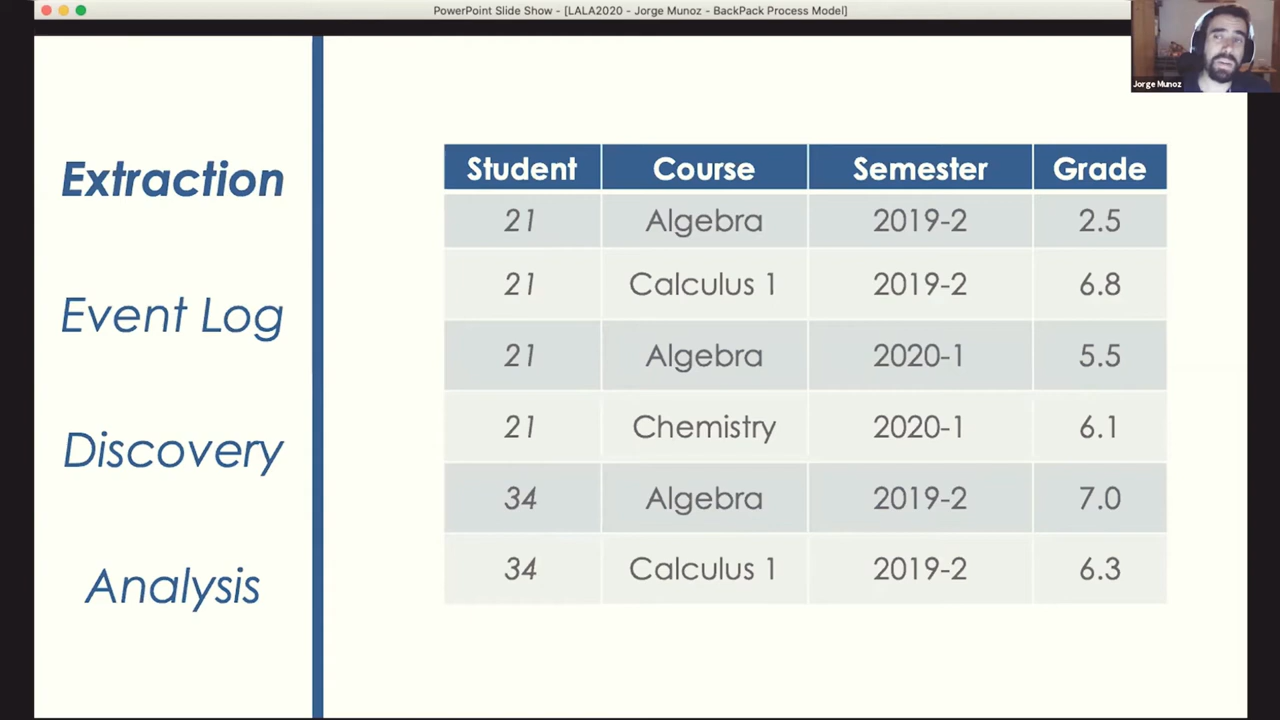 PowerPoint Slide Show - [LALA2020 - Jorge Munoz - BackPack Process Model]
Jorge Munoz
Extraction
Event Log
Discovery
Analysis
Student Course Semester Grade
21 Algebra 2019-2 2.5
21 Calculus 1 2019-2 6.8
21 Algebra 2020-1 5.5
21 Chemistry 2020-1 6.1
34 Algebra 2019-2 7.0
34 Calculus 1 2019-2 6.3